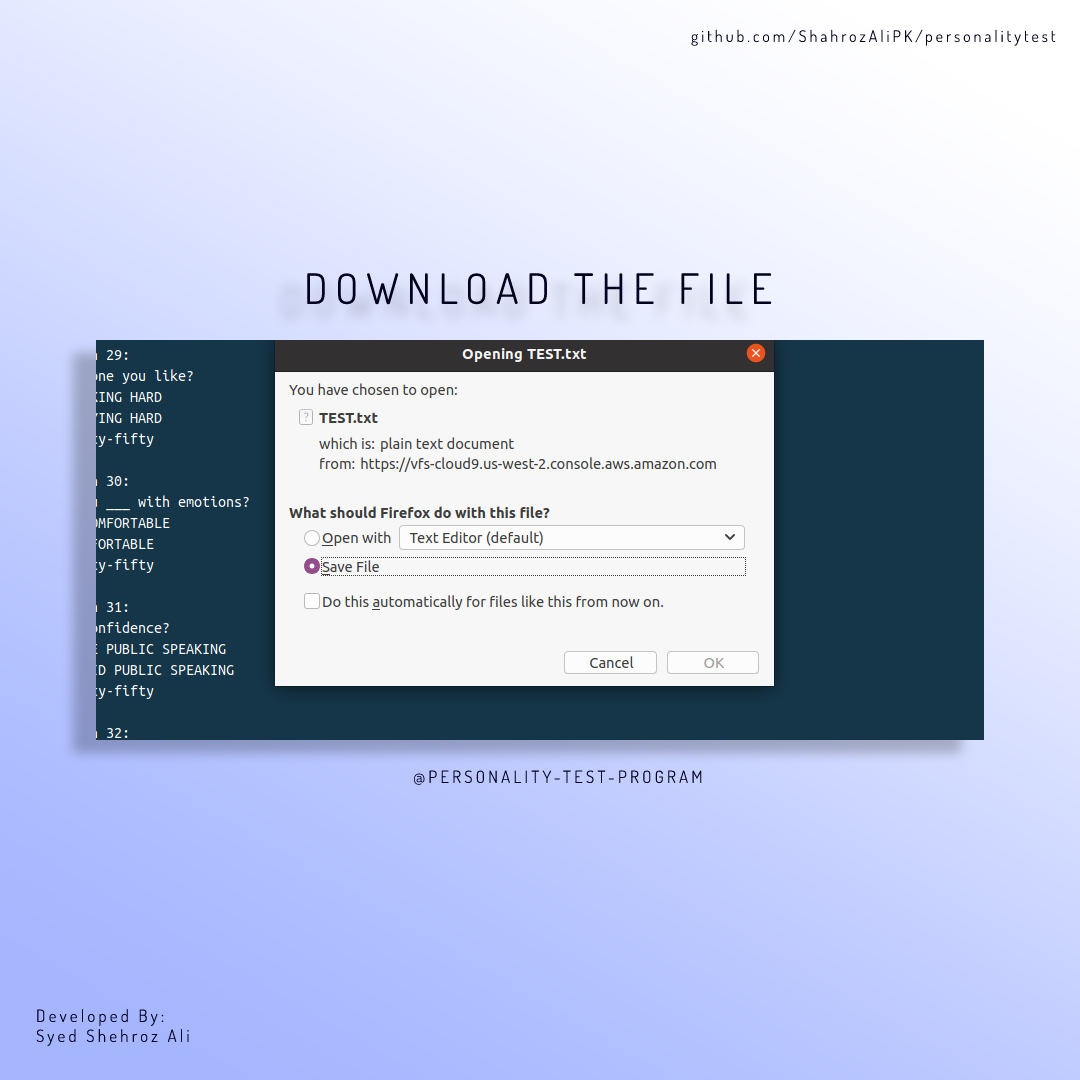 github.com/ShahrozAliPK/personalitytest
DOWNLOAD THE FILE
29:
one you like?
KING HARD
YING HARD
ty-fifty
30:
___ with emotions?
OMFORTABLE
FORTABLE
ty-fifty
31:
onfidence?
PUBLIC SPEAKING
ID PUBLIC SPEAKING
ty-fifty
32:
Opening TEST.txt
You have chosen to open:
TEST.txt
which is: plain text document
from: https://vfs-cloud9.us-west-2.console.aws.amazon.com
What should Firefox do with this file?
Open with Text Editor (default)
Save File
Do this automatically for files like this from now on.
Cancel OK
@PERSONALITY-TEST-PROGRAM
Developed By:
Syed Shehroz Ali